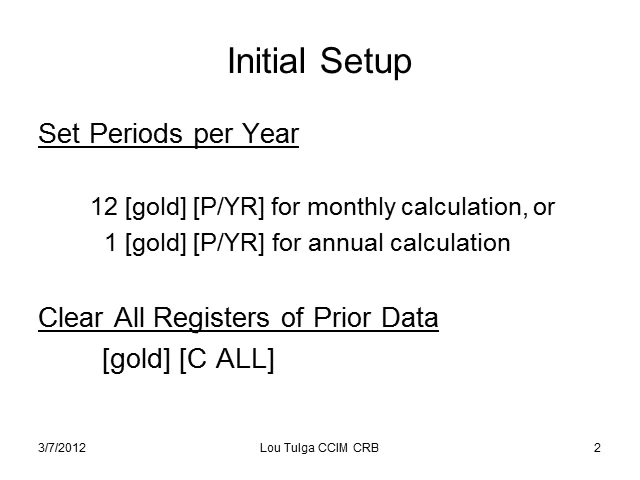 Initial Setup
Set Periods per Year
12 [gold] [P/YR] for monthly calculation, or
1 [gold] [P/YR] for annual calculation
Clear All Registers of Prior Data
[gold] [C ALL]
3/7/2012 Lou Tulga CCIM CRB 2